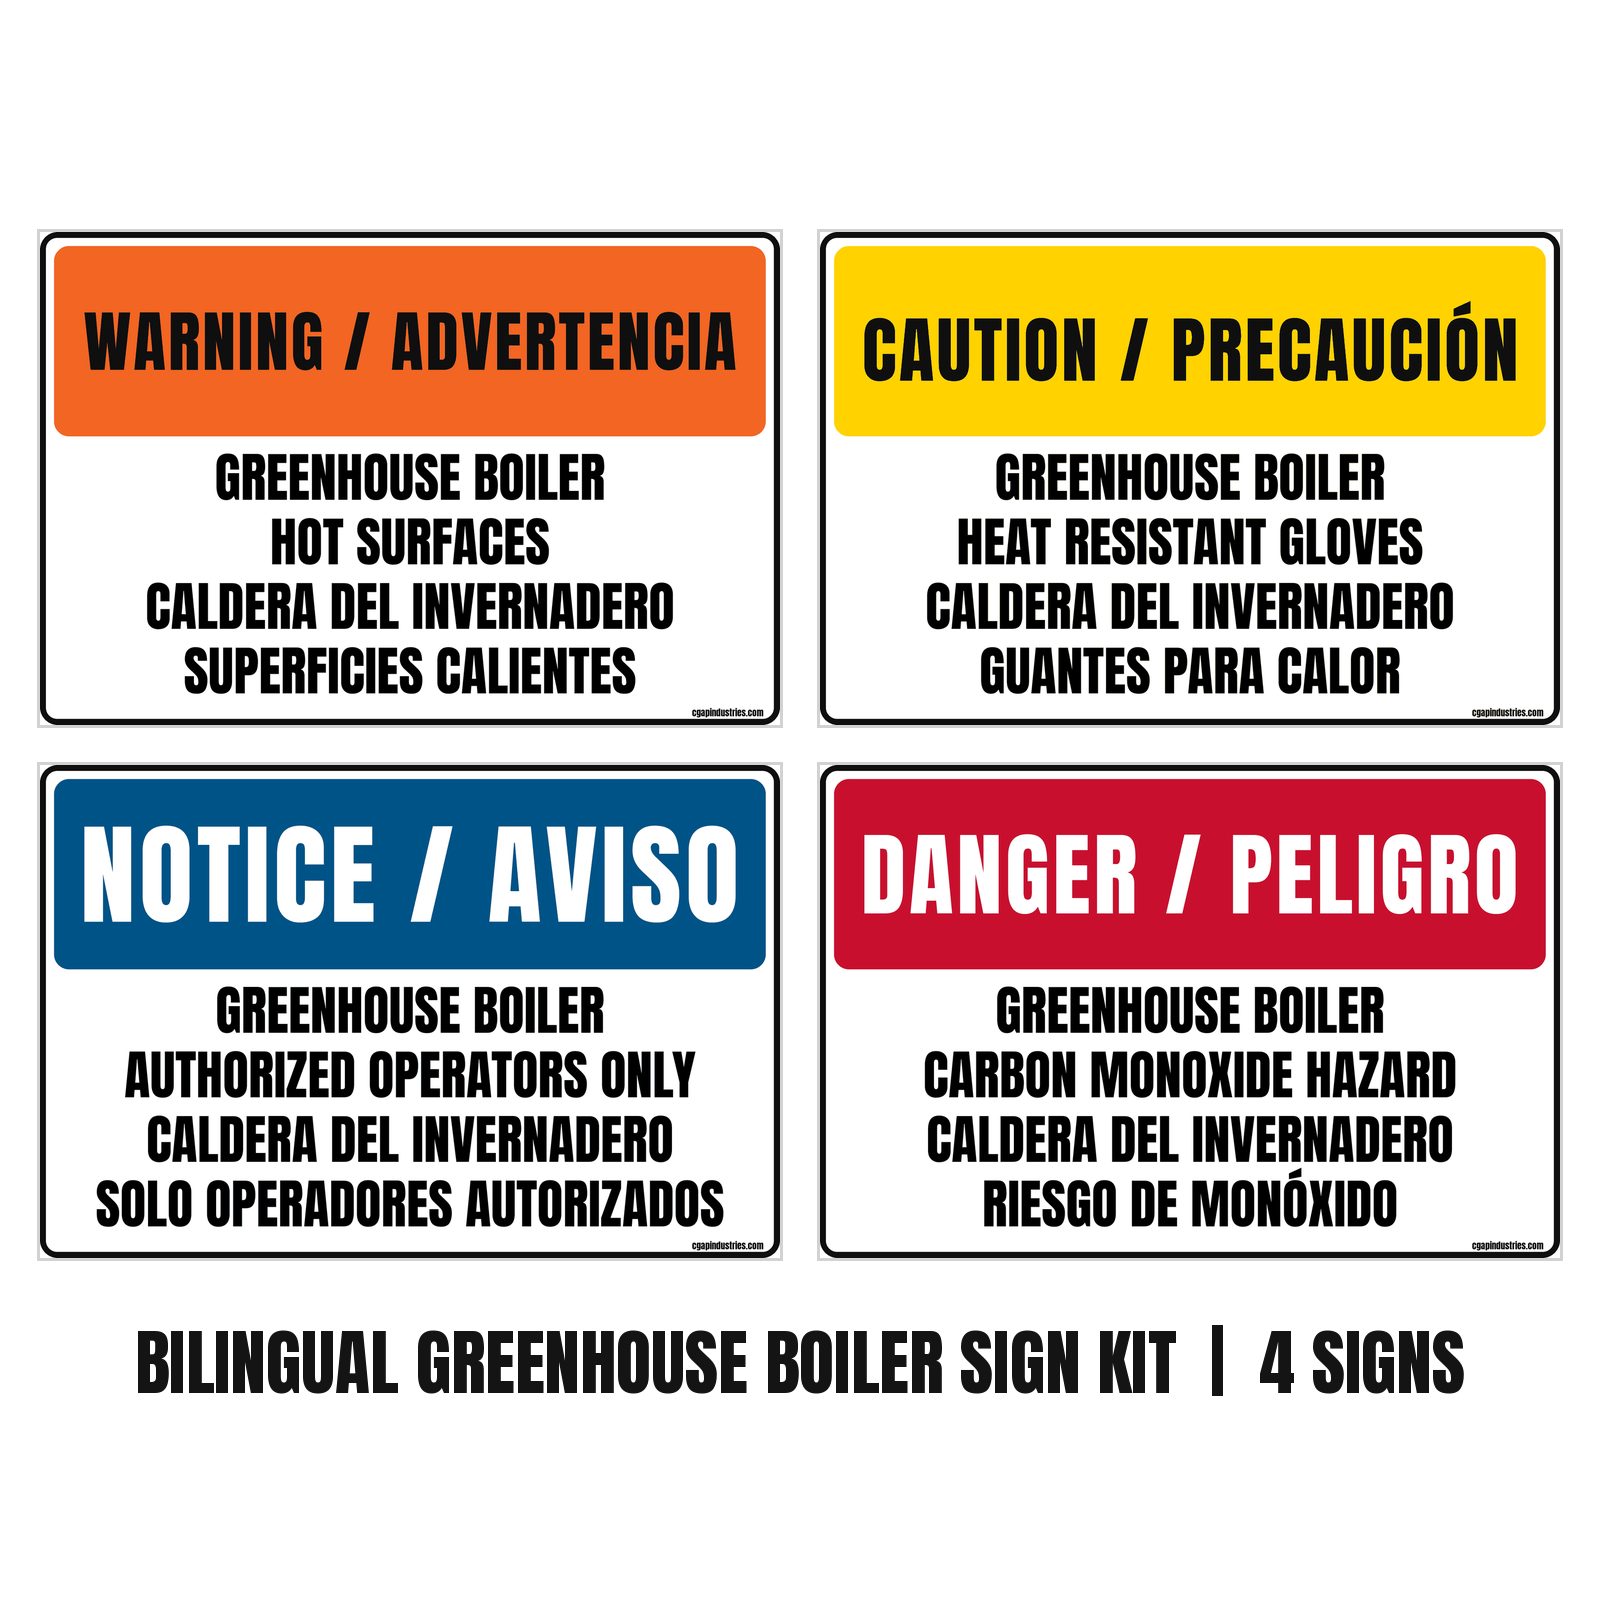 WARNING / ADVERTENCIA
GREENHOUSE BOILER
HOT SURFACES
CALDERA DEL INVERNADERO
SUPERFICIES CALIENTES
cgapindustries.com
CAUTION / PRECAUCIÓN
GREENHOUSE BOILER
HEAT RESISTANT GLOVES
CALDERA DEL INVERNADERO
GUANTES PARA CALOR
cgapindustries.com
NOTICE / AVISO
GREENHOUSE BOILER
AUTHORIZED OPERATORS ONLY
CALDERA DEL INVERNADERO
SOLO OPERADORES AUTORIZADOS
cgapindustries.com
DANGER / PELIGRO
GREENHOUSE BOILER
CARBON MONOXIDE HAZARD
CALDERA DEL INVERNADERO
RIESGO DE MONÓXIDO
cgapindustries.com
BILINGUAL GREENHOUSE BOILER SIGN KIT | 4 SIGNS